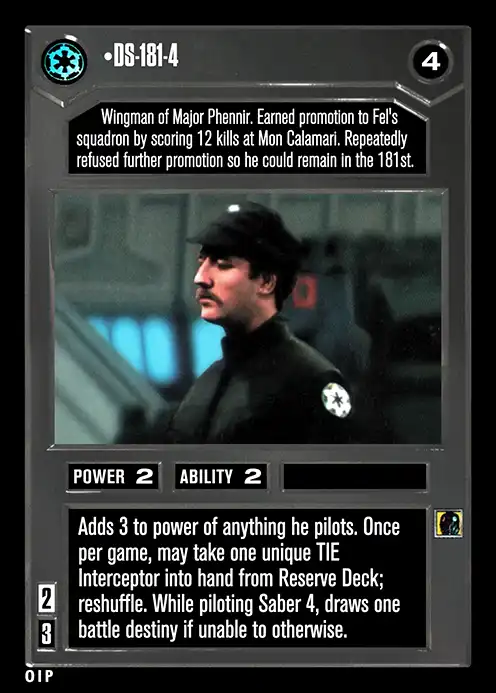 •DS-181-4
4
Wingman of Major Phennir. Earned promotion to Fel's
squadron by scoring 12 kills at Mon Calamari. Repeatedly
refused further promotion so he could remain in the 181st.
POWER 2 ABILITY 2
Adds 3 to power of anything he pilots. Once
per game, may take one unique TIE
Interceptor into hand from Reserve Deck;
reshuffle. While piloting Saber 4, draws one
battle destiny if unable to otherwise.
2
3
OIP